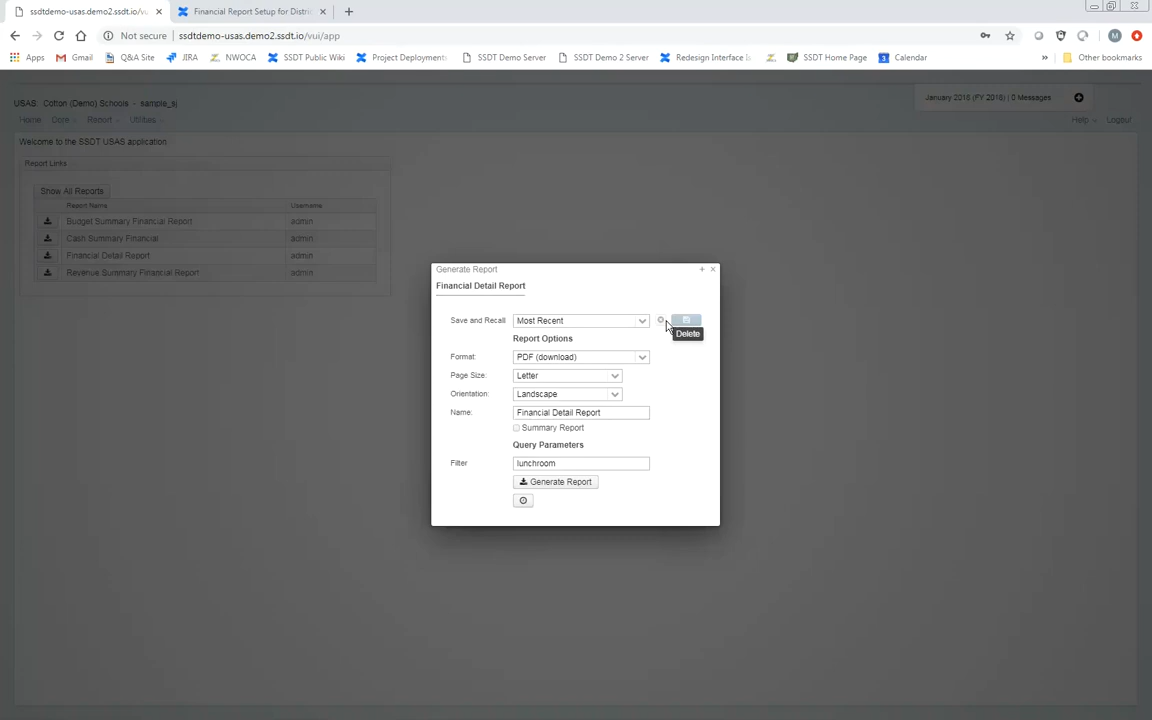 ssdtdemo-usas.demo2.ssdt.io/vu
Financial Report Setup for Distri
Not secure
ssdtdemo-usas.demo2.ssdt.io/vui/app
Apps
Gmail
Q&A Site
JIRA
NWOCA
SSDT Public Wiki
Project Deployments
SSDT Demo Server
SSDT Demo 2 Server
Redesign Interface
SSDT Home Page
Calendar
»
Other bookmarks
M
January 2018 (FY 2018) | 0 Messages
USAS Cotton (Demo) Schools - sample_sj
Home
Core
Report
Utilities
Help
Logout
Welcome to the SSDT USAS application
Report Links
Show All Reports
Report Name
Username
Budget Summary Financial Report
admin
Cash Summary Financial
admin
Financial Detail Report
admin
Revenue Summary Financial Report
admin
Generate Report
Financial Detail Report
Save and Recall
Most Recent
Delete
Report Options
Format:
PDF (download)
Page Size:
Letter
Orientation:
Landscape
Name:
Financial Detail Report
Summary Report
Query Parameters
Filter
lunchroom
Generate Report